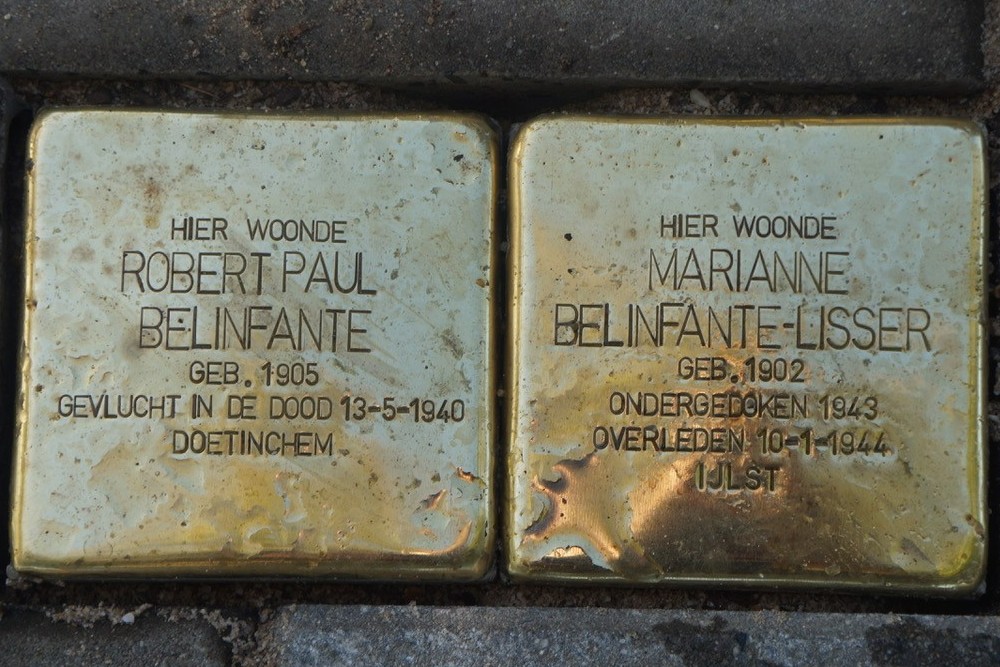 HIER WOONDE
ROBERT PAUL
BELINFANTE
GEB. 1905
GEVLUCHT IN DE DOOD 13-5-1940
DOETINCHEM
HIER WOONDE
MARIANNE
BELINFANTE-LISSER
GEB. 1902
ONDERGEDOKEN 1943
OVERLEDEN 10-1-1944
IJLST